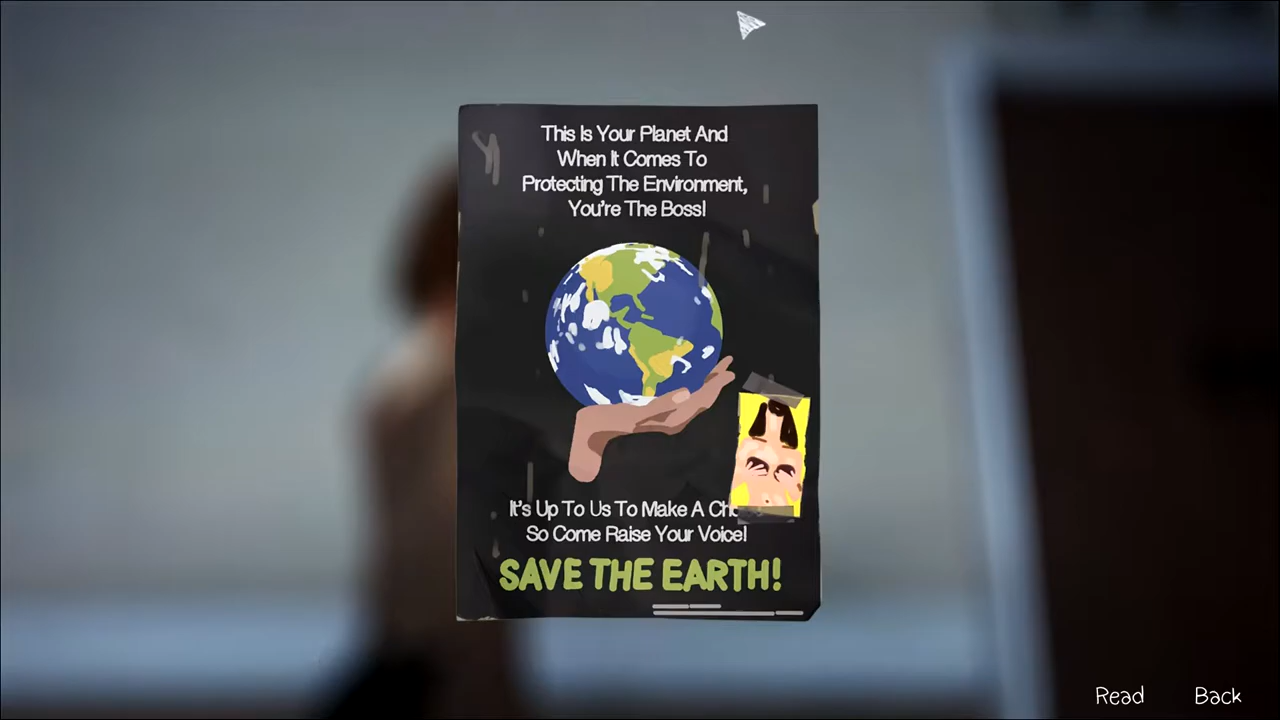 This Is Your Planet And
When It Comes To
Protecting The Environment,
You're The Boss!
It's Up To Us To Make A
So Come Raise Your Voice!
SAVE THE EARTH!
Read
Back